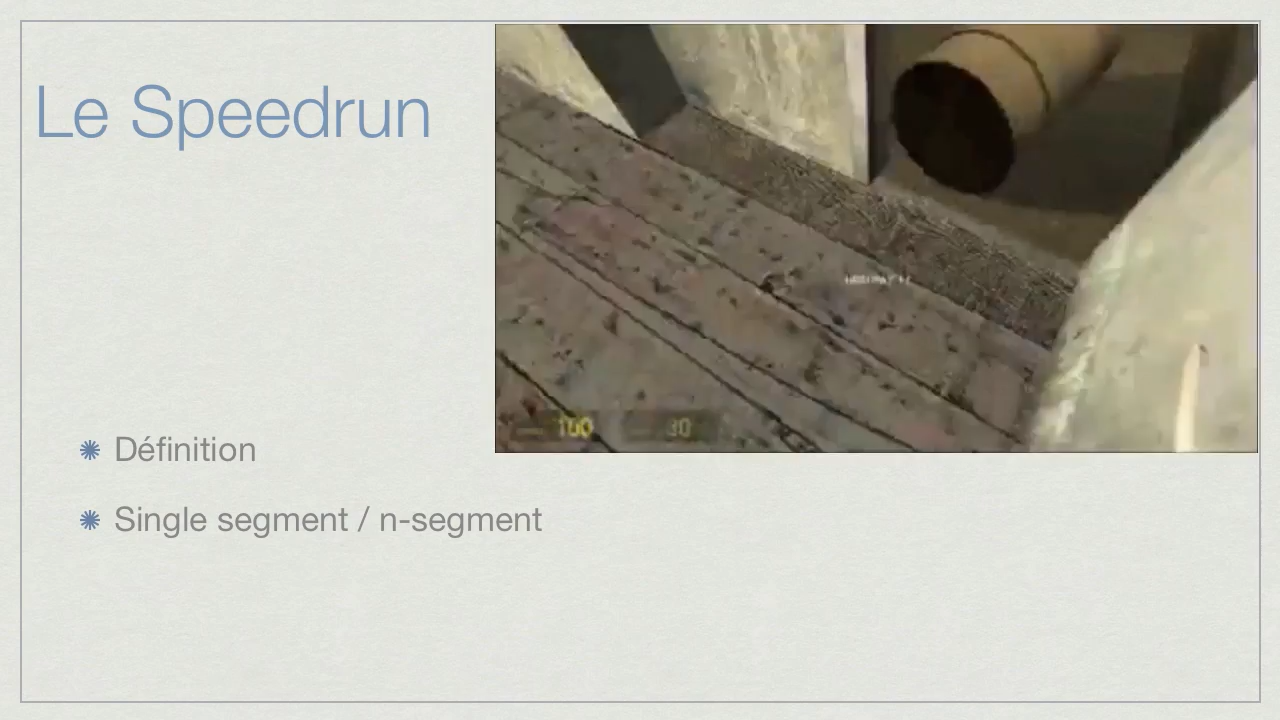 Le Speedrun
100
30
Définition
Single segment / n-segment